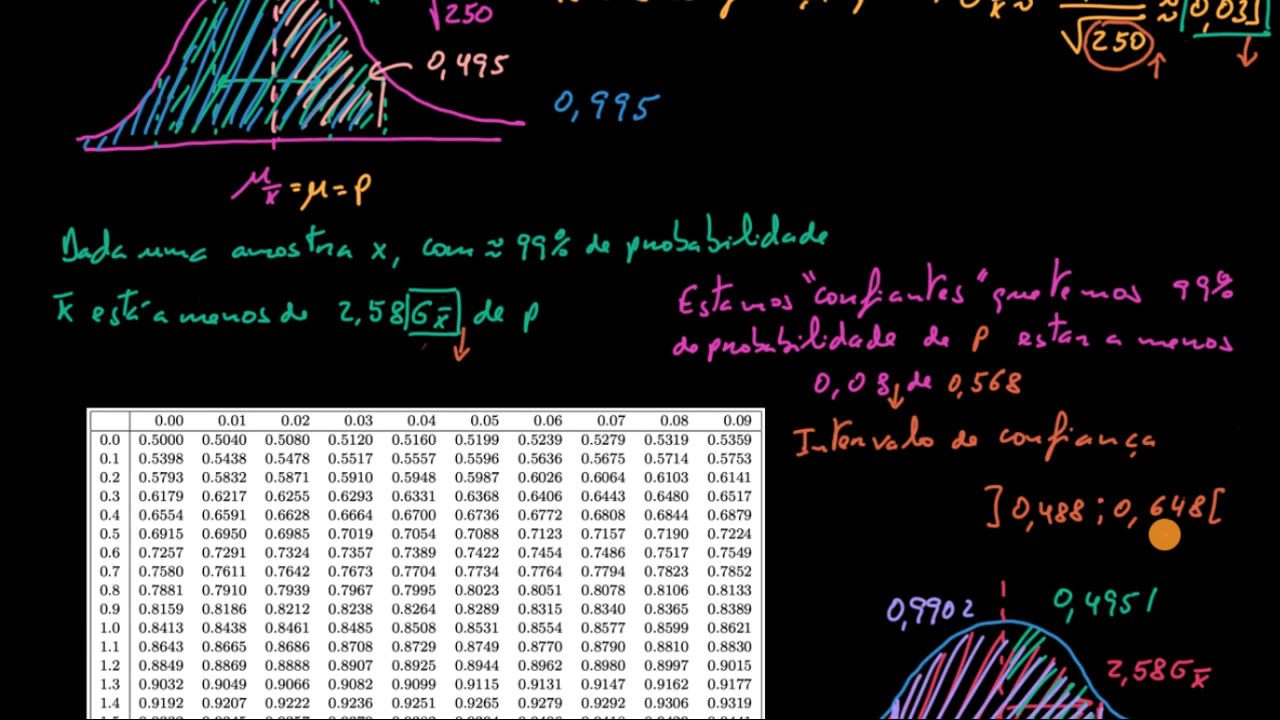 √250
0,495
0,995
√250 ≈ 0,031
μx̄ = μ = p
Dada uma amostra x, com ≈ 99% de probabilidade
x̄ está a menos de 2,58 σx̄ de p
Estamos "confiantes" que temos 99%
de probabilidade de p estar a menos
0,08 de 0,568
Intervalo de confiança
]0,488 ; 0,648[
0,9902
0,4951
2,58σx̄
0.00 0.01 0.02 0.03 0.04 0.05 0.06 0.07 0.08 0.09
0.0 0.5000 0.5040 0.5080 0.5120 0.5160 0.5199 0.5239 0.5279 0.5319 0.5359
0.1 0.5398 0.5438 0.5478 0.5517 0.5557 0.5596 0.5636 0.5675 0.5714 0.5753
0.2 0.5793 0.5832 0.5871 0.5910 0.5948 0.5987 0.6026 0.6064 0.6103 0.6141
0.3 0.6179 0.6217 0.6255 0.6293 0.6331 0.6368 0.6406 0.6443 0.6480 0.6517
0.4 0.6554 0.6591 0.6628 0.6664 0.6700 0.6736 0.6772 0.6808 0.6844 0.6879
0.5 0.6915 0.6950 0.6985 0.7019 0.7054 0.7088 0.7123 0.7157 0.7190 0.7224
0.6 0.7257 0.7291 0.7324 0.7357 0.7389 0.7422 0.7454 0.7486 0.7517 0.7549
0.7 0.7580 0.7611 0.7642 0.7673 0.7704 0.7734 0.7764 0.7794 0.7823 0.7852
0.8 0.7881 0.7910 0.7939 0.7967 0.7995 0.8023 0.8051 0.8078 0.8106 0.8133
0.9 0.8159 0.8186 0.8212 0.8238 0.8264 0.8289 0.8315 0.8340 0.8365 0.8389
1.0 0.8413 0.8438 0.8461 0.8485 0.8508 0.8531 0.8554 0.8577 0.8599 0.8621
1.1 0.8643 0.8665 0.8686 0.8708 0.8729 0.8749 0.8770 0.8790 0.8810 0.8830
1.2 0.8849 0.8869 0.8888 0.8907 0.8925 0.8944 0.8962 0.8980 0.8997 0.9015
1.3 0.9032 0.9049 0.9066 0.9082 0.9099 0.9115 0.9131 0.9147 0.9162 0.9177
1.4 0.9192 0.9207 0.9222 0.9236 0.9251 0.9265 0.9279 0.9292 0.9306 0.9319